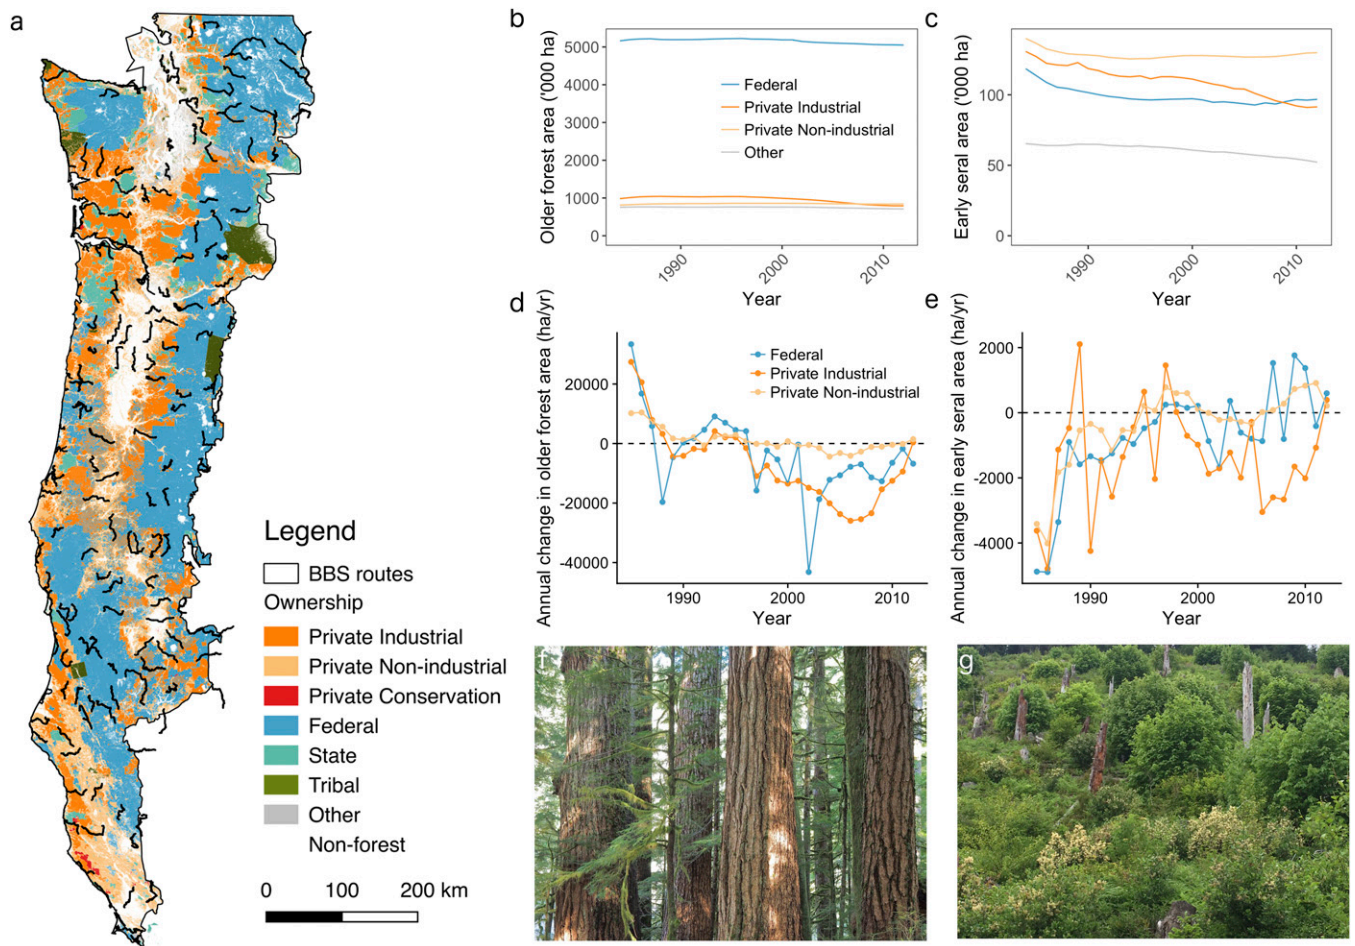 a
Legend
BBS routes
Ownership
Private Industrial
Private Non-industrial
Private Conservation
Federal
State
Tribal
Other
Non-forest
0 100 200 km
b
Older forest area ('000 ha)
5000
4000
3000
2000
1000
0
Federal
Private Industrial
Private Non-industrial
Other
1990
2000
2010
Year
c
Early seral area ('000 ha)
100
50
0
1990
2000
2010
Year
d
Annual change in older forest area (ha/yr)
20000
0
-20000
-40000
Federal
Private Industrial
Private Non-industrial
1990
2000
2010
Year
e
Annual change in early seral area (ha/yr)
2000
0
-2000
-4000
1990
2000
2010
Year
f
g